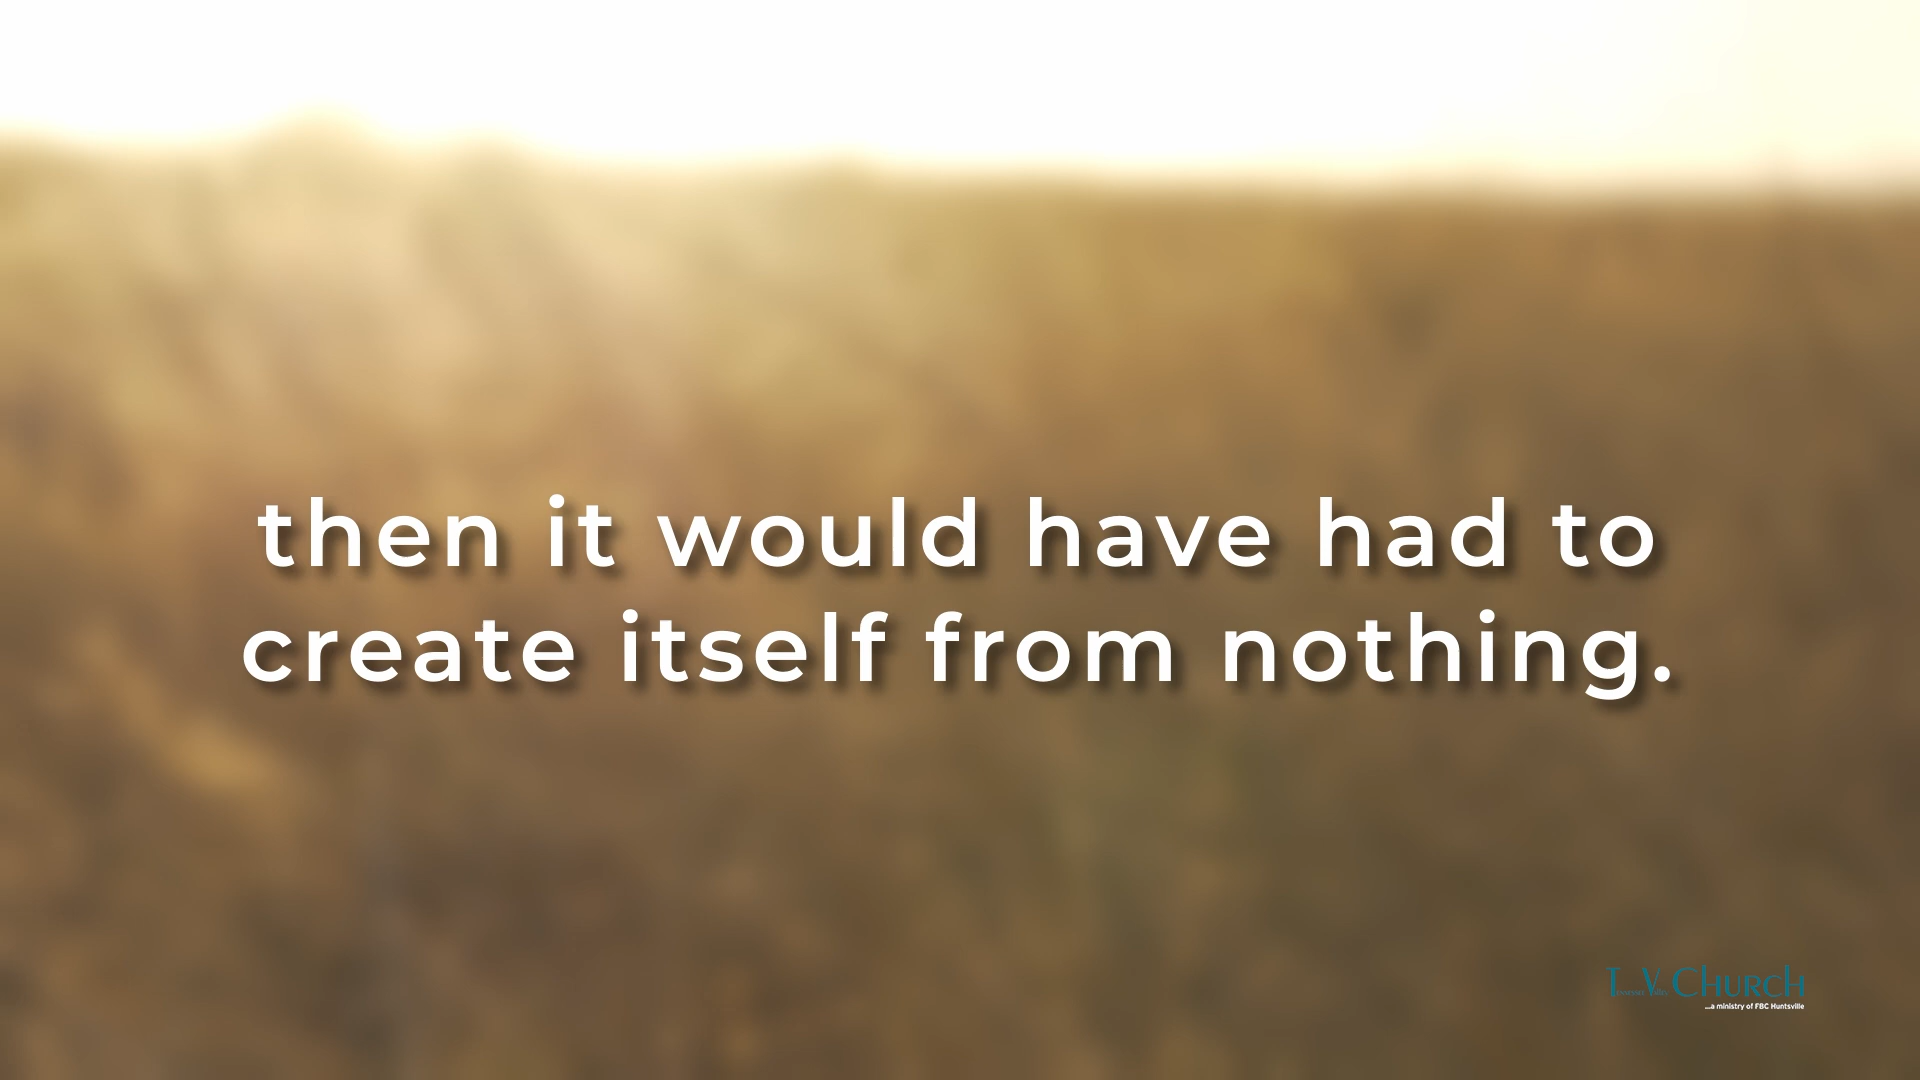 then it would have had to
create itself from nothing.
T.V. CHURCH
...a ministry of FBC Huntsville